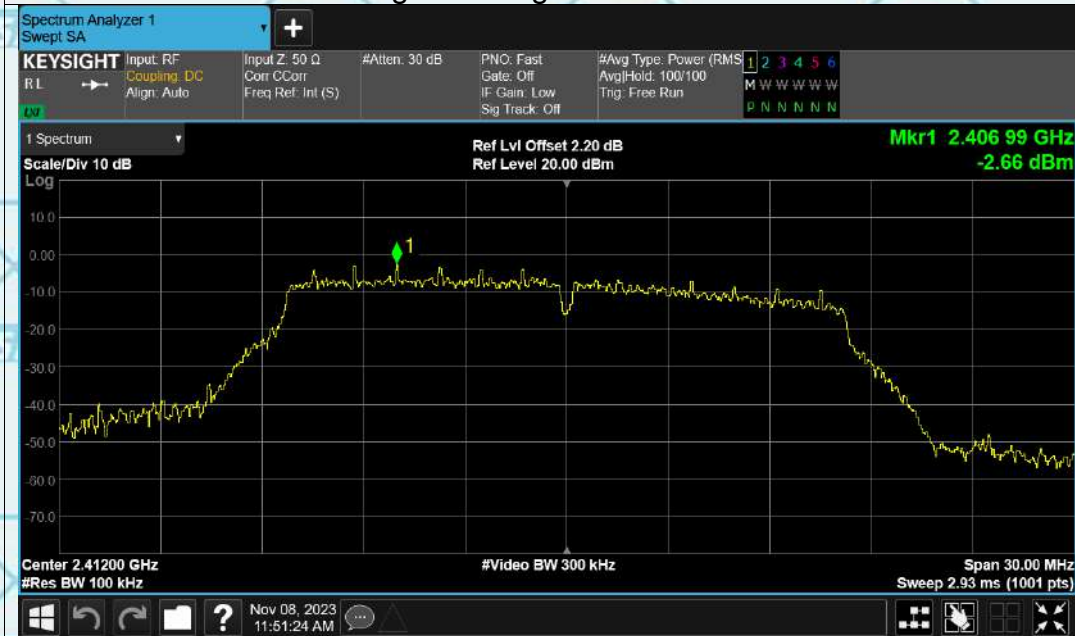 Spectrum Analyzer 1
Swept SA
+
KEYSIGHT
RL
LXI
Input: RF
Coupling: DC
Align: Auto
Input Z: 50 Ω
Corr CCorr
Freq Ref: Int (S)
#Atten: 30 dB
PNO: Fast
Gate: Off
IF Gain: Low
Sig Track: Off
#Avg Type: Power (RMS
Avg|Hold: 100/100
Trig: Free Run
1 2 3 4 5 6
M W W W W W
P N N N N N
1 Spectrum
Scale/Div 10 dB
Log
Ref Lvl Offset 2.20 dB
Ref Level 20.00 dBm
Mkr1 2.406 99 GHz
-2.66 dBm
10.0
0.00
-10.0
-20.0
-30.0
-40.0
-50.0
-60.0
-70.0
1
Center 2.41200 GHz
#Res BW 100 kHz
#Video BW 300 kHz
Span 30.00 MHz
Sweep 2.93 ms (1001 pts)
?
Nov 08, 2023
11:51:24 AM